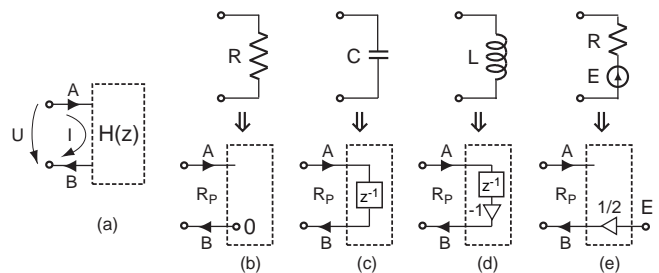 R
C
L
R
E
A
U
I
H(z)
B
(a)
A
R_P
B
0
(b)
A
R_P
z^-1
B
(c)
A
R_P
z^-1
-1
B
(d)
A
R_P
1/2
E
B
(e)